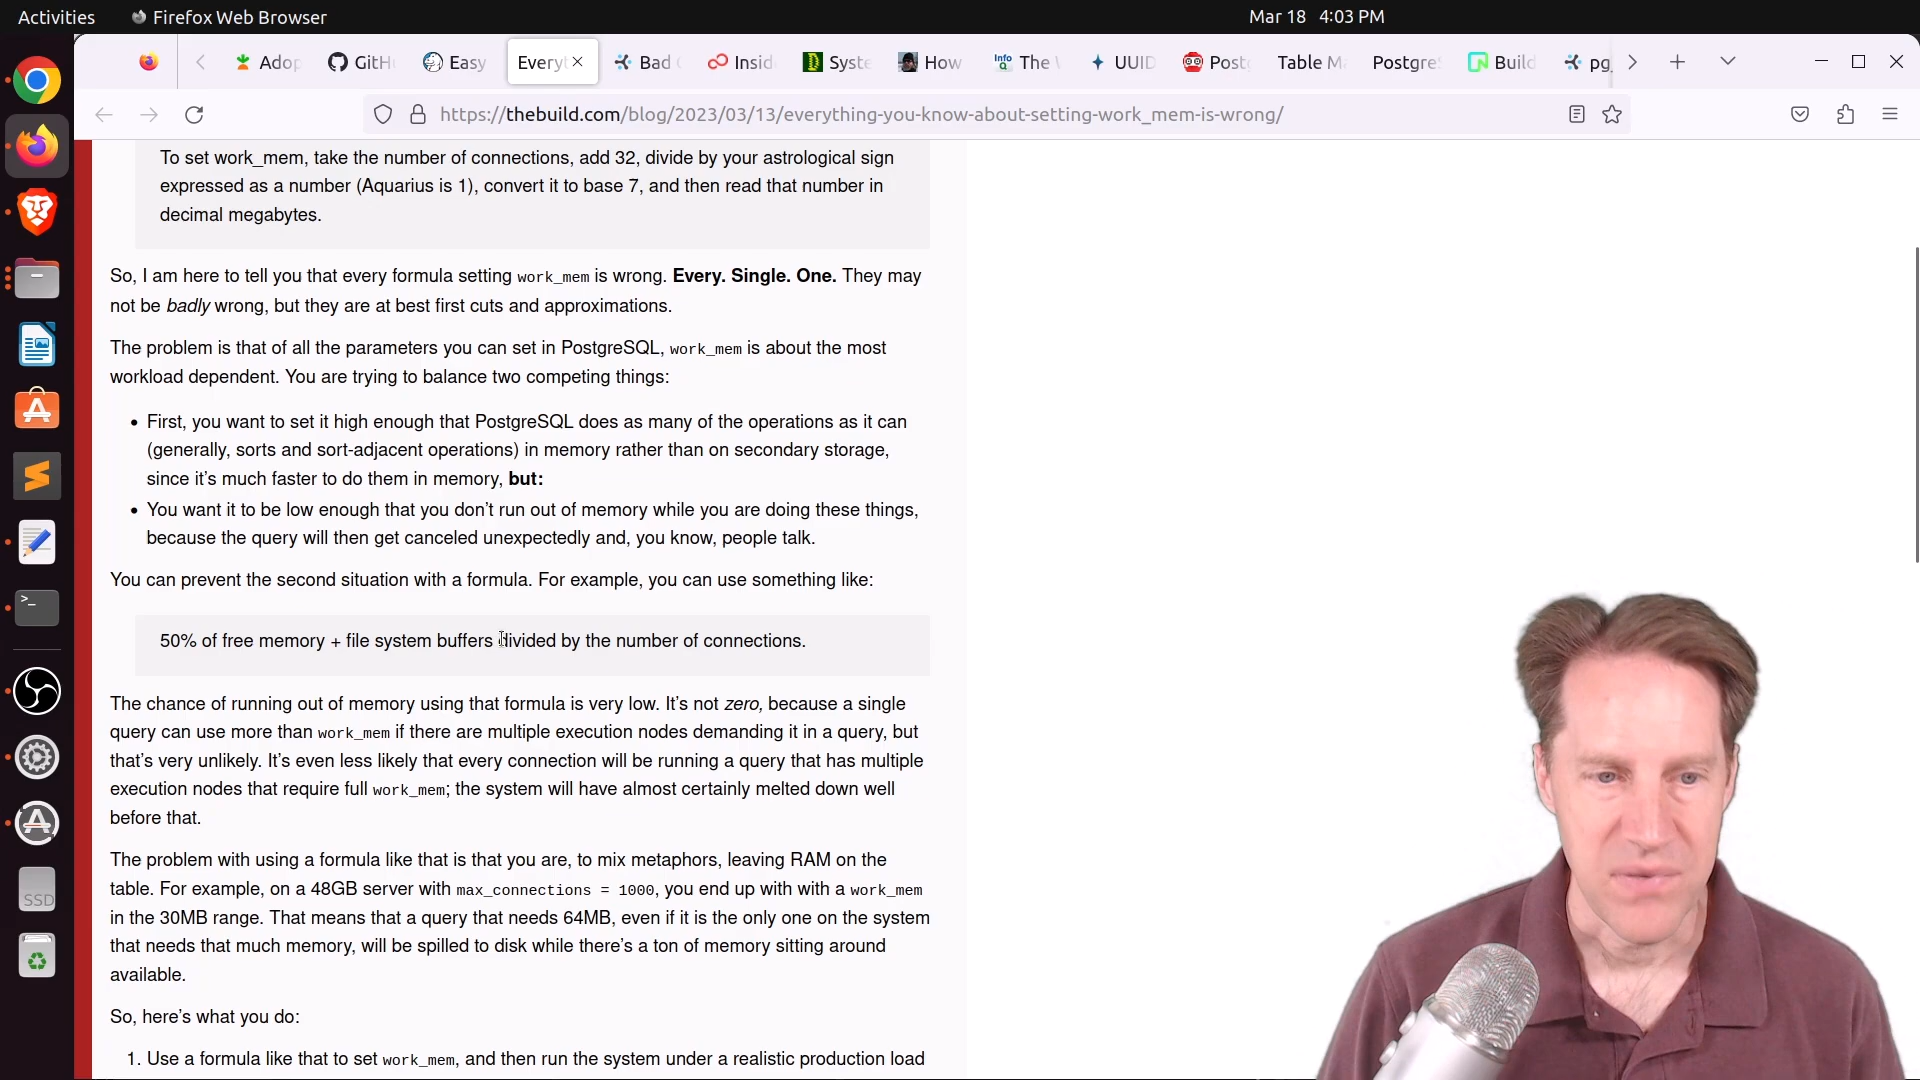 Activities
Firefox Web Browser
Mar 18 4:03 PM
Adop
GitH
Easy
Every
Bad
Insid
Syste
How
The
UUID
Postg
Table M
Postgre
Build
pg_
https://thebuild.com/blog/2023/03/13/everything-you-know-about-setting-work_mem-is-wrong/
To set work_mem, take the number of connections, add 32, divide by your astrological sign
expressed as a number (Aquarius is 1), convert it to base 7, and then read that number in
decimal megabytes.
So, I am here to tell you that every formula setting work_mem is wrong. Every. Single. One. They may
not be badly wrong, but they are at best first cuts and approximations.
The problem is that of all the parameters you can set in PostgreSQL, work_mem is about the most
workload dependent. You are trying to balance two competing things:
• First, you want to set it high enough that PostgreSQL does as many of the operations as it can
(generally, sorts and sort-adjacent operations) in memory rather than on secondary storage,
since it's much faster to do them in memory, but:
• You want it to be low enough that you don't run out of memory while you are doing these things,
because the query will then get canceled unexpectedly and, you know, people talk.
You can prevent the second situation with a formula. For example, you can use something like:
50% of free memory + file system buffers divided by the number of connections.
The chance of running out of memory using that formula is very low. It's not zero, because a single
query can use more than work_mem if there are multiple execution nodes demanding it in a query, but
that's very unlikely. It's even less likely that every connection will be running a query that has multiple
execution nodes that require full work_mem; the system will have almost certainly melted down well
before that.
The problem with using a formula like that is that you are, to mix metaphors, leaving RAM on the
table. For example, on a 48GB server with max_connections = 1000, you end up with with a work_mem
in the 30MB range. That means that a query that needs 64MB, even if it is the only one on the system
that needs that much memory, will be spilled to disk while there's a ton of memory sitting around
available.
So, here's what you do:
1. Use a formula like that to set work_mem, and then run the system under a realistic production load
SSD